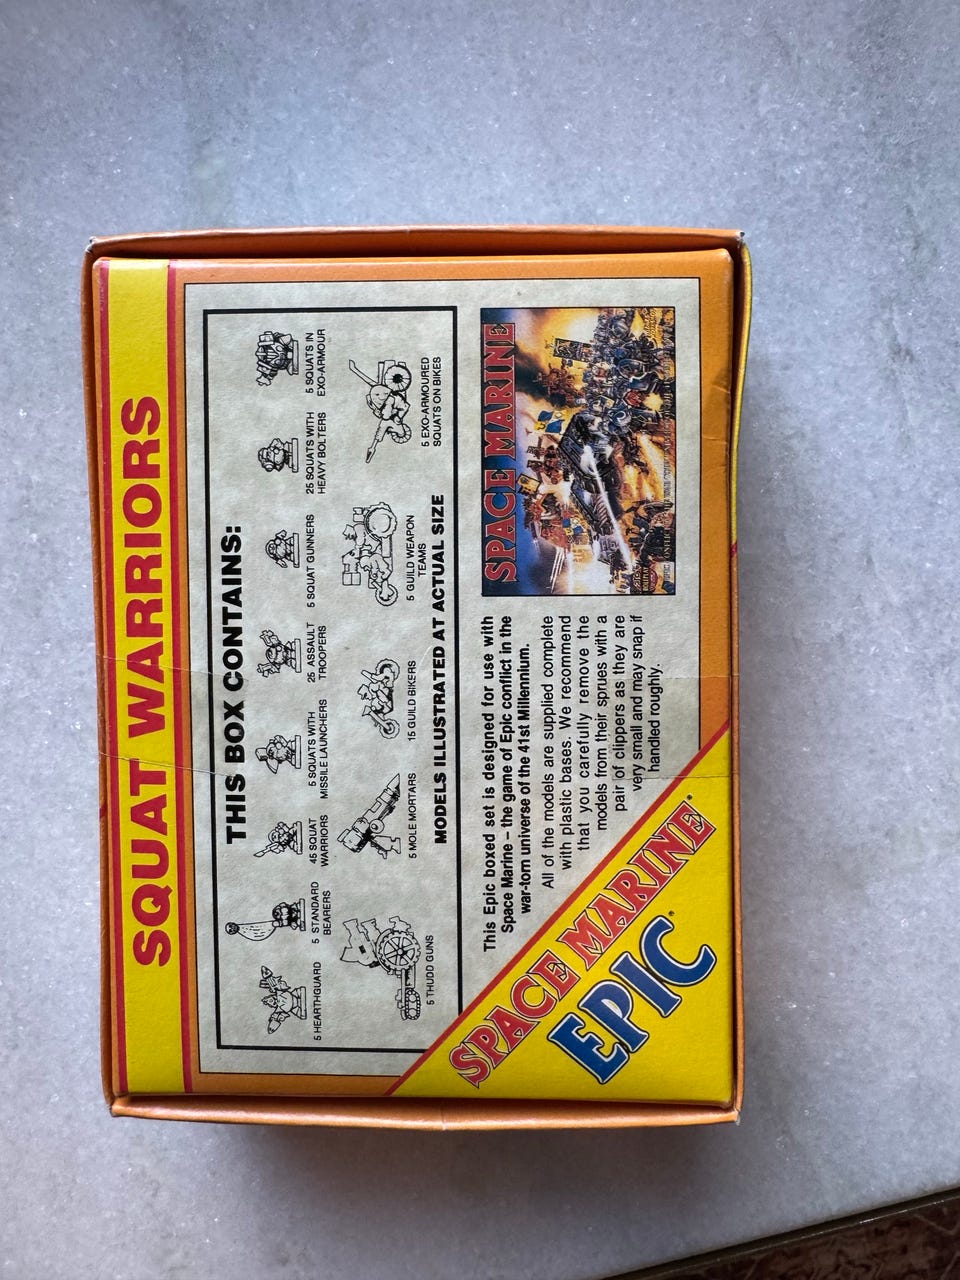 SQUAT WARRIORS
THIS BOX CONTAINS:
5 HEARTHGUARD
5 STANDARD
BEARERS
45 SQUAT
WARRIORS
5 SQUATS WITH
MISSILE LAUNCHERS
25 ASSAULT
TROOPERS
5 SQUAT GUNNERS
25 SQUATS WITH
HEAVY BOLTERS
5 SQUATS IN
EXO-ARMOUR
5 THUDD GUNS
5 MOLE MORTARS
15 GUILD BIKERS
5 GUILD WEAPON
TEAMS
5 EXO-ARMOURED
SQUATS ON BIKES
MODELS ILLUSTRATED AT ACTUAL SIZE
This Epic boxed set is designed for use with
Space Marine – the game of Epic conflict in the
war-torn universe of the 41st Millennium.
All of the models are supplied complete
with plastic bases. We recommend
that you carefully remove the
models from their sprues with a
pair of clippers as they are
very small and may snap if
handled roughly.
SPACE MARINE
SPACE MARINE
EPIC